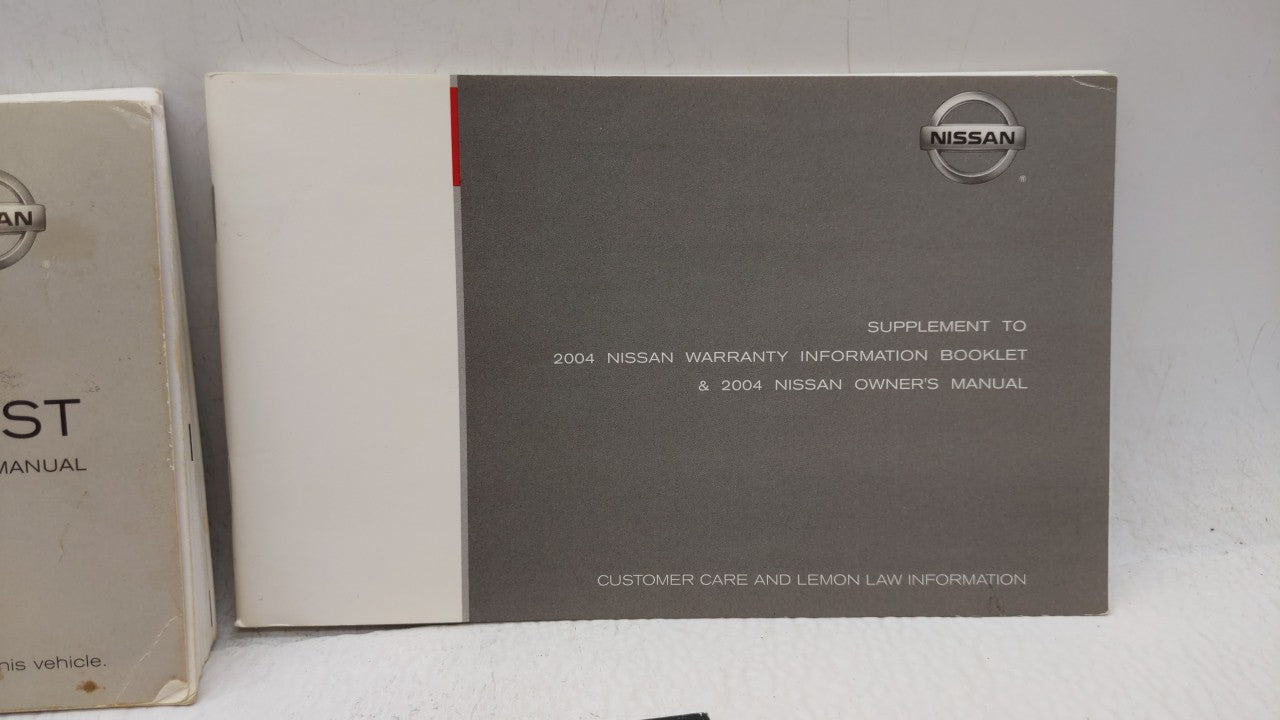 AN
ST
MANUAL
his vehicle.
NISSAN
®
SUPPLEMENT TO
2004 NISSAN WARRANTY INFORMATION BOOKLET
& 2004 NISSAN OWNER'S MANUAL
CUSTOMER CARE AND LEMON LAW INFORMATION